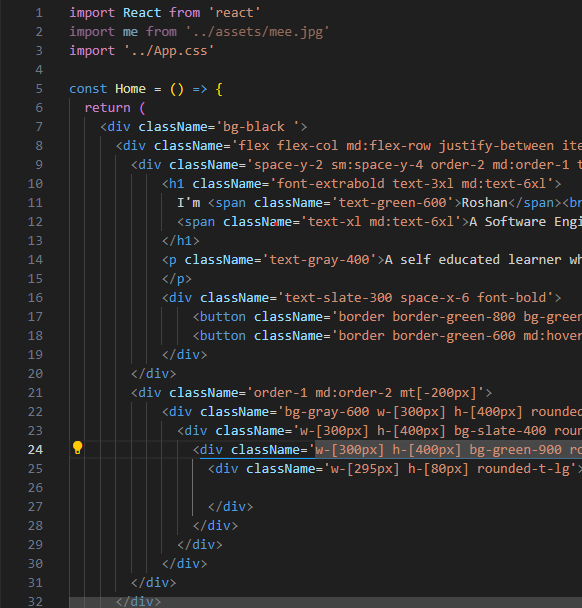 1 import React from 'react'
2 import me from '../assets/mee.jpg'
3 import '../App.css'
4
5 const Home = () => {
6 return (
7 <div className='bg-black '>
8 <div className='flex flex-col md:flex-row justify-between ite
9 <div className='space-y-2 sm:space-y-4 order-2 md:order-1 t
10 <h1 className='font-extrabold text-3xl md:text-6xl'>
11 I'm <span className='text-green-600'>Roshan</span><br
12 <span className='text-xl md:text-6xl'>A Software Engi
13 </h1>
14 <p className='text-gray-400'>A self educated learner wh
15 </p>
16 <div className='text-slate-300 space-x-6 font-bold'>
17 <button className='border border-green-800 bg-green
18 <button className='border border-green-600 md:hover
19 </div>
20 </div>
21 <div className='order-1 md:order-2 mt[-200px]'>
22 <div className='bg-gray-600 w-[300px] h-[400px] rounded
23 <div className='w-[300px] h-[400px] bg-slate-400 roun
24 <div className='w-[300px] h-[400px] bg-green-900 ro
25 <div className='w-[295px] h-[80px] rounded-t-lg'>
26
27 </div>
28 </div>
29 </div>
30 </div>
31 </div>
32 </div>